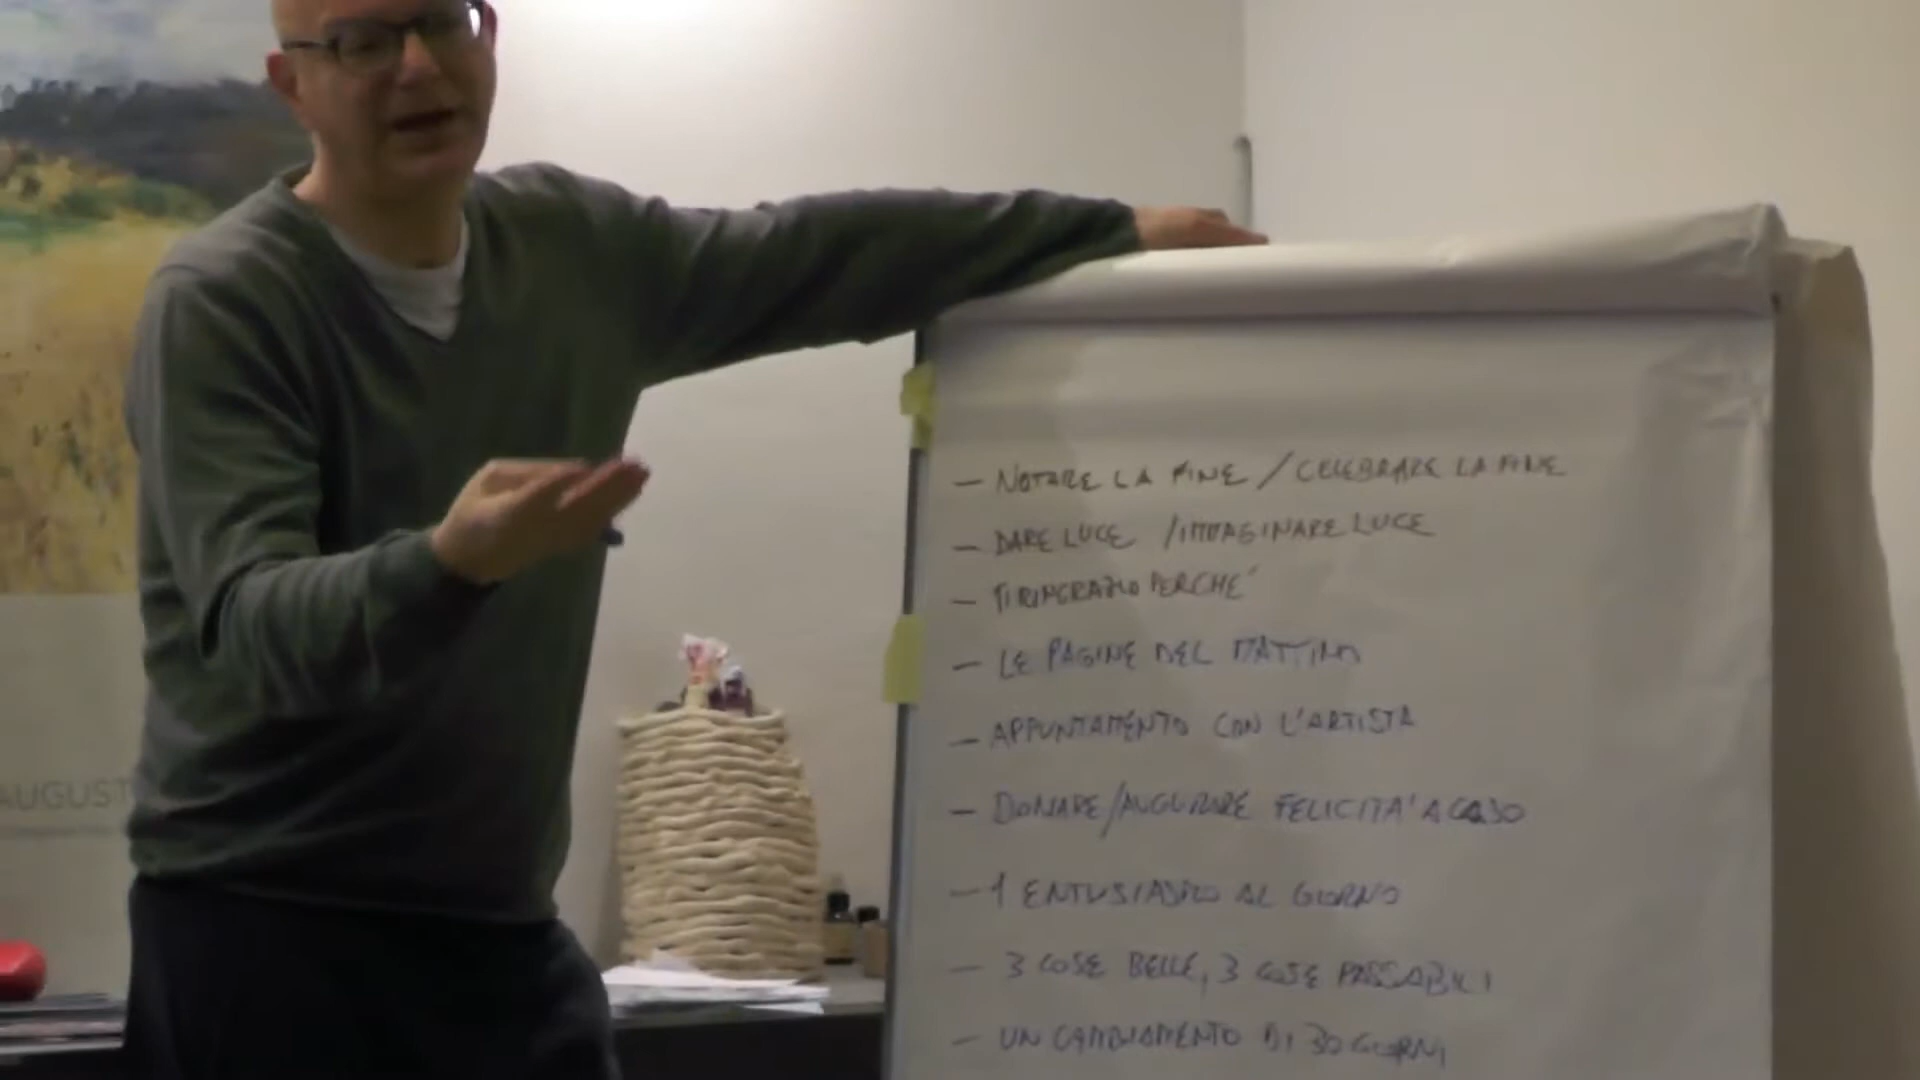 AUGUST
- NOTARE LA FINE / CELEBRARE LA FINE
- DARE LUCE / IMMAGINARE LUCE
- TI RINGRAZIO PERCHE'
- LE PAGINE DEL MATTINO
- APPUNTAMENTO CON L'ARTISTA
- DONARE/AUGURARE FELICITA' A CASO
- 1 ENTUSIASMO AL GIORNO
- 3 COSE BELLE, 3 COSE PASSABILI
- UN CAMBIAMENTO DI 30 GIORNI